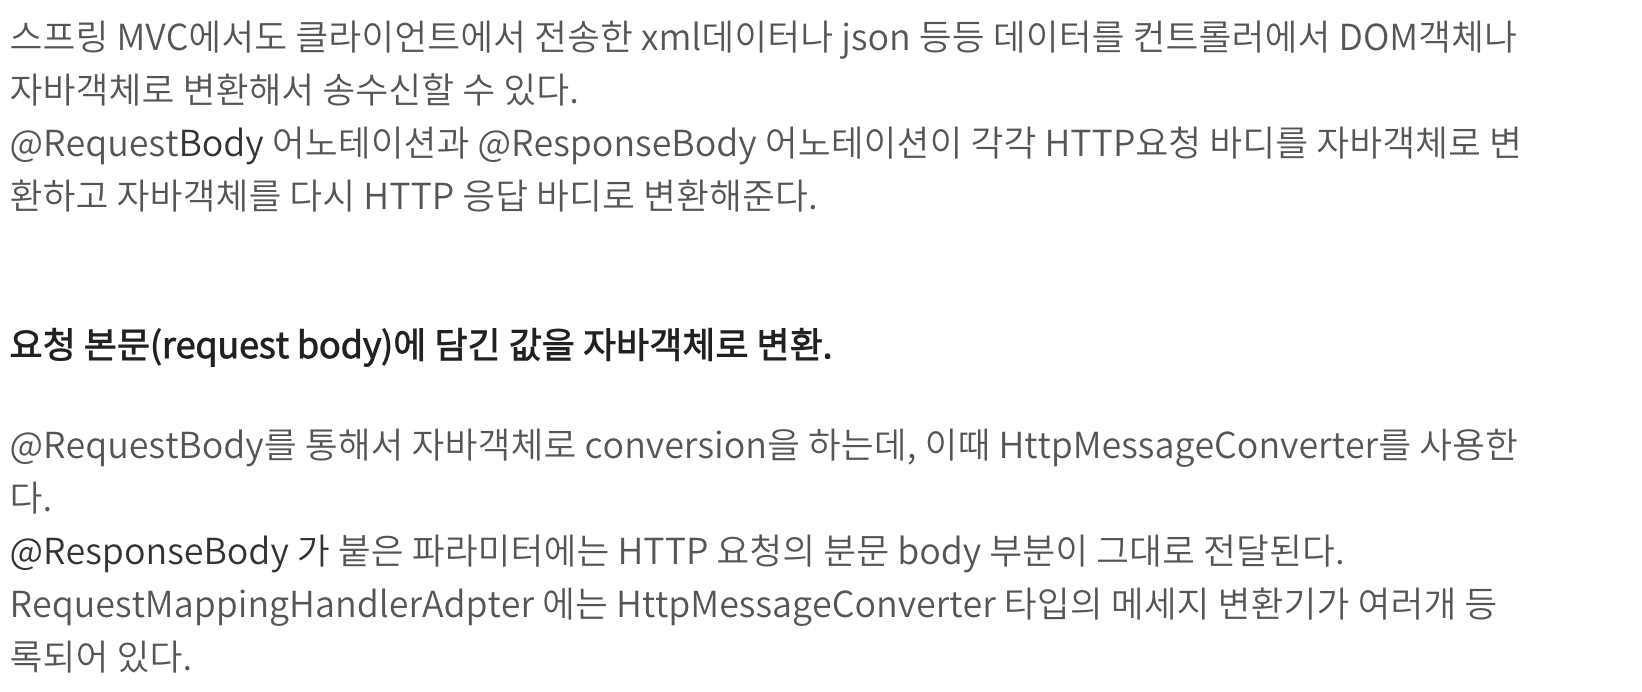 스프링 MVC에서도 클라이언트에서 전송한 xml데이터나 json 등등 데이터를 컨트롤러에서 DOM객체나
자바객체로 변환해서 송수신할 수 있다.
@RequestBody 어노테이션과 @ResponseBody 어노테이션이 각각 HTTP요청 바디를 자바객체로 변
환하고 자바객체를 다시 HTTP 응답 바디로 변환해준다.
요청 본문(request body)에 담긴 값을 자바객체로 변환.
@RequestBody를 통해서 자바객체로 conversion을 하는데, 이때 HttpMessageConverter를 사용한
다.
@ResponseBody 가 붙은 파라미터에는 HTTP 요청의 분문 body 부분이 그대로 전달된다.
RequestMappingHandlerAdpter 에는 HttpMessageConverter 타입의 메세지 변환기가 여러개 등
록되어 있다.